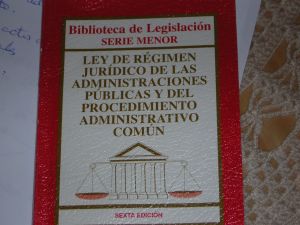 Biblioteca de Legislación
SERIE MENOR
LEY DE RÉGIMEN
JURÍDICO DE LAS
ADMINISTRACIONES
PÚBLICAS Y DEL
PROCEDIMIENTO
ADMINISTRATIVO
COMÚN
SEXTA EDICIÓN